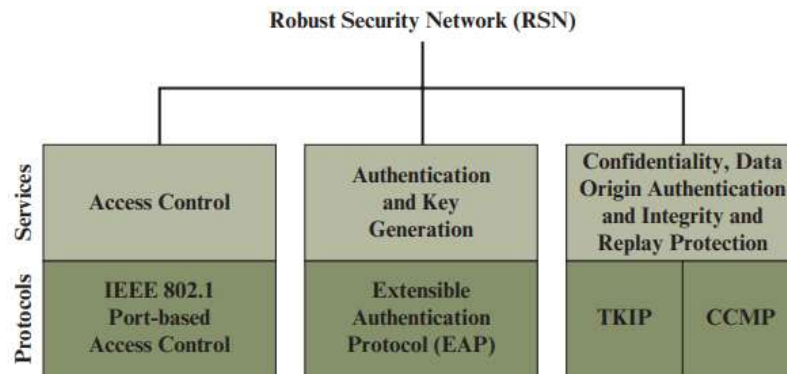 Robust Security Network (RSN)
Services
Access Control
Authentication
and Key
Generation
Confidentiality, Data
Origin Authentication
and Integrity and
Replay Protection
Protocols
IEEE 802.1
Port-based
Access Control
Extensible
Authentication
Protocol (EAP)
TKIP
CCMP